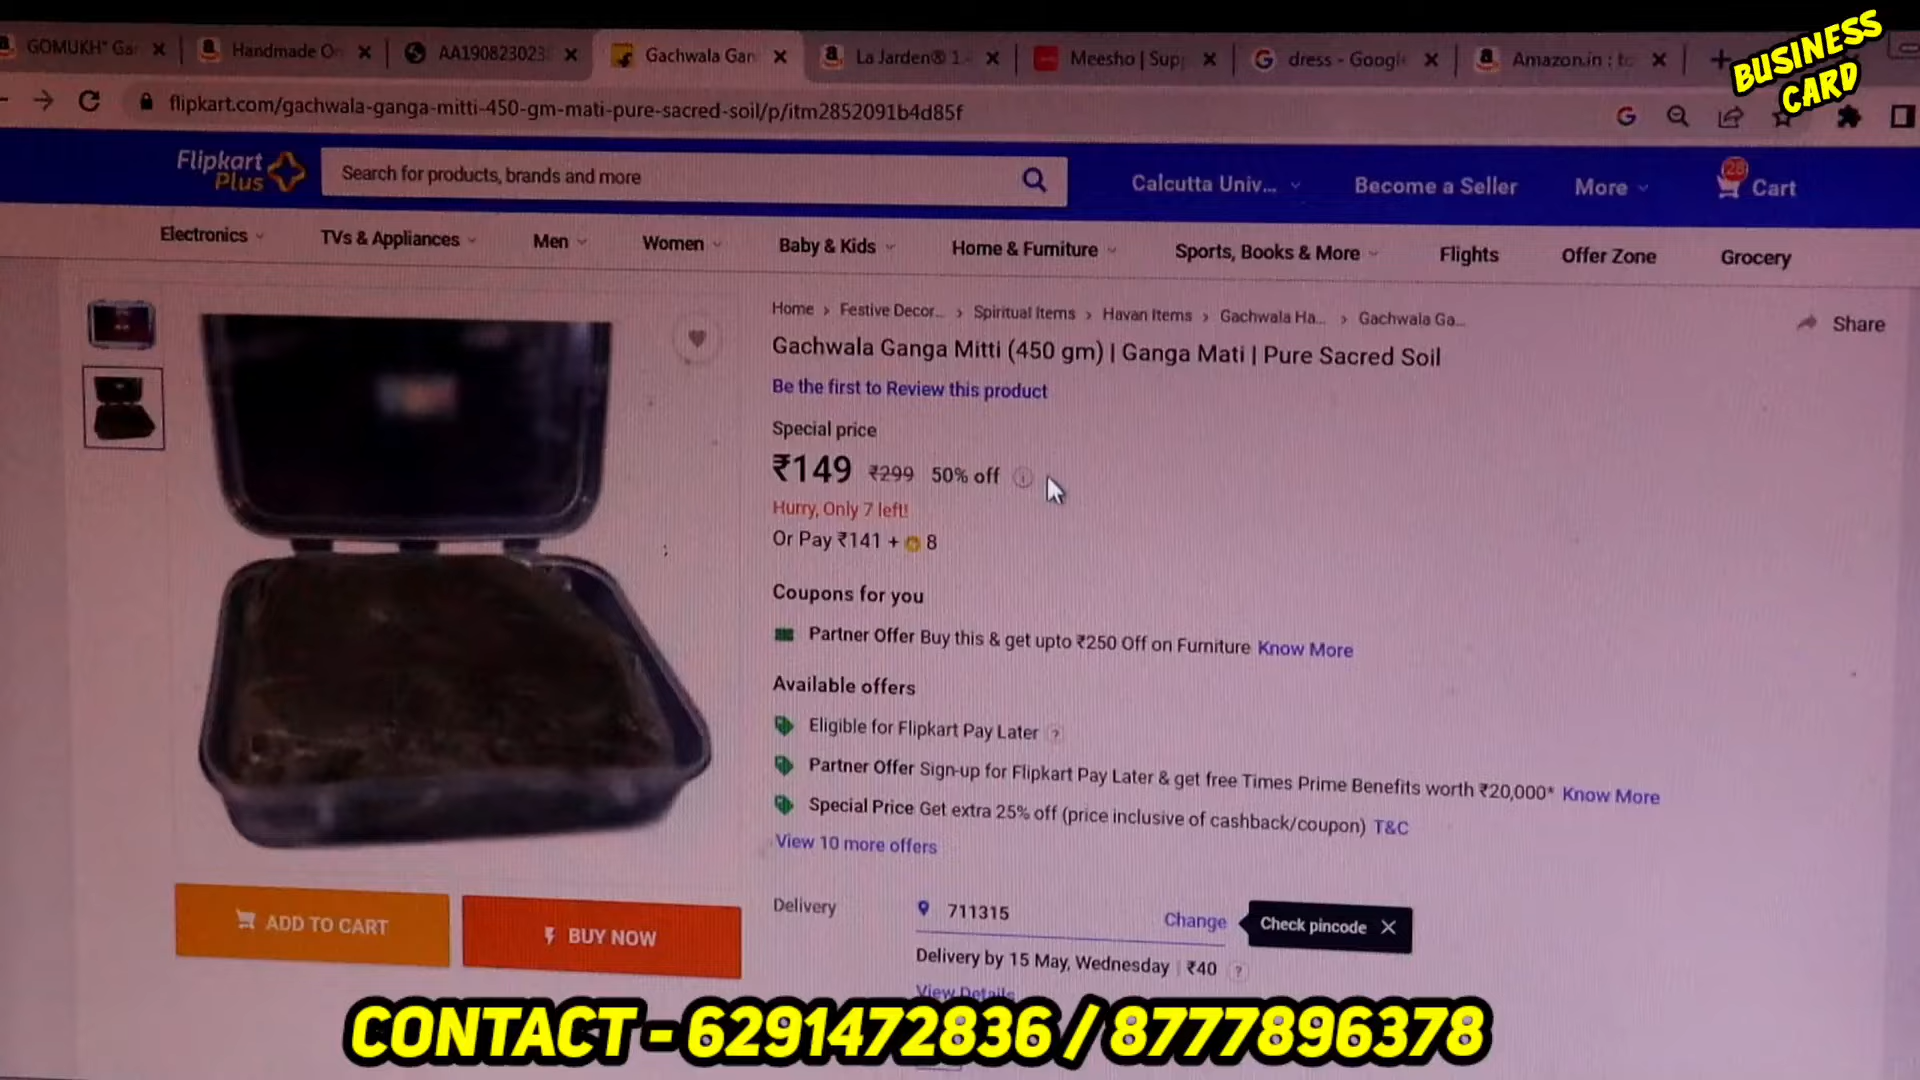 GOMUKH* Ga
Handmade O
AA19082302
Gachwala Gan
La Jarden® 1.
Meesho | Sup
dress - Googl
Amazon.in : t
BUSINESS
CARD
flipkart.com/gachwala-ganga-mitti-450-gm-mati-pure-sacred-soil/p/itm2852091b4d85f
Flipkart
Plus
Search for products, brands and more
Calcutta Univ...
Become a Seller
More
Cart
Electronics
TVs & Appliances
Men
Women
Baby & Kids
Home & Furniture
Sports, Books & More
Flights
Offer Zone
Grocery
Home > Festive Decor... > Spiritual Items > Havan Items > Gachwala Ha... > Gachwala Ga...
Share
Gachwala Ganga Mitti (450 gm) | Ganga Mati | Pure Sacred Soil
Be the first to Review this product
Special price
₹149 ₹299 50% off
Hurry, Only 7 left!
Or Pay ₹141 + 8
Coupons for you
Partner Offer Buy this & get upto ₹250 Off on Furniture Know More
Available offers
Eligible for Flipkart Pay Later ?
Partner Offer Sign-up for Flipkart Pay Later & get free Times Prime Benefits worth ₹20,000* Know More
Special Price Get extra 25% off (price inclusive of cashback/coupon) T&C
View 10 more offers
ADD TO CART
BUY NOW
Delivery
711315
Change
Check pincode
Delivery by 15 May, Wednesday | ₹40 ?
View Details
CONTACT - 6291472836 / 8777896378